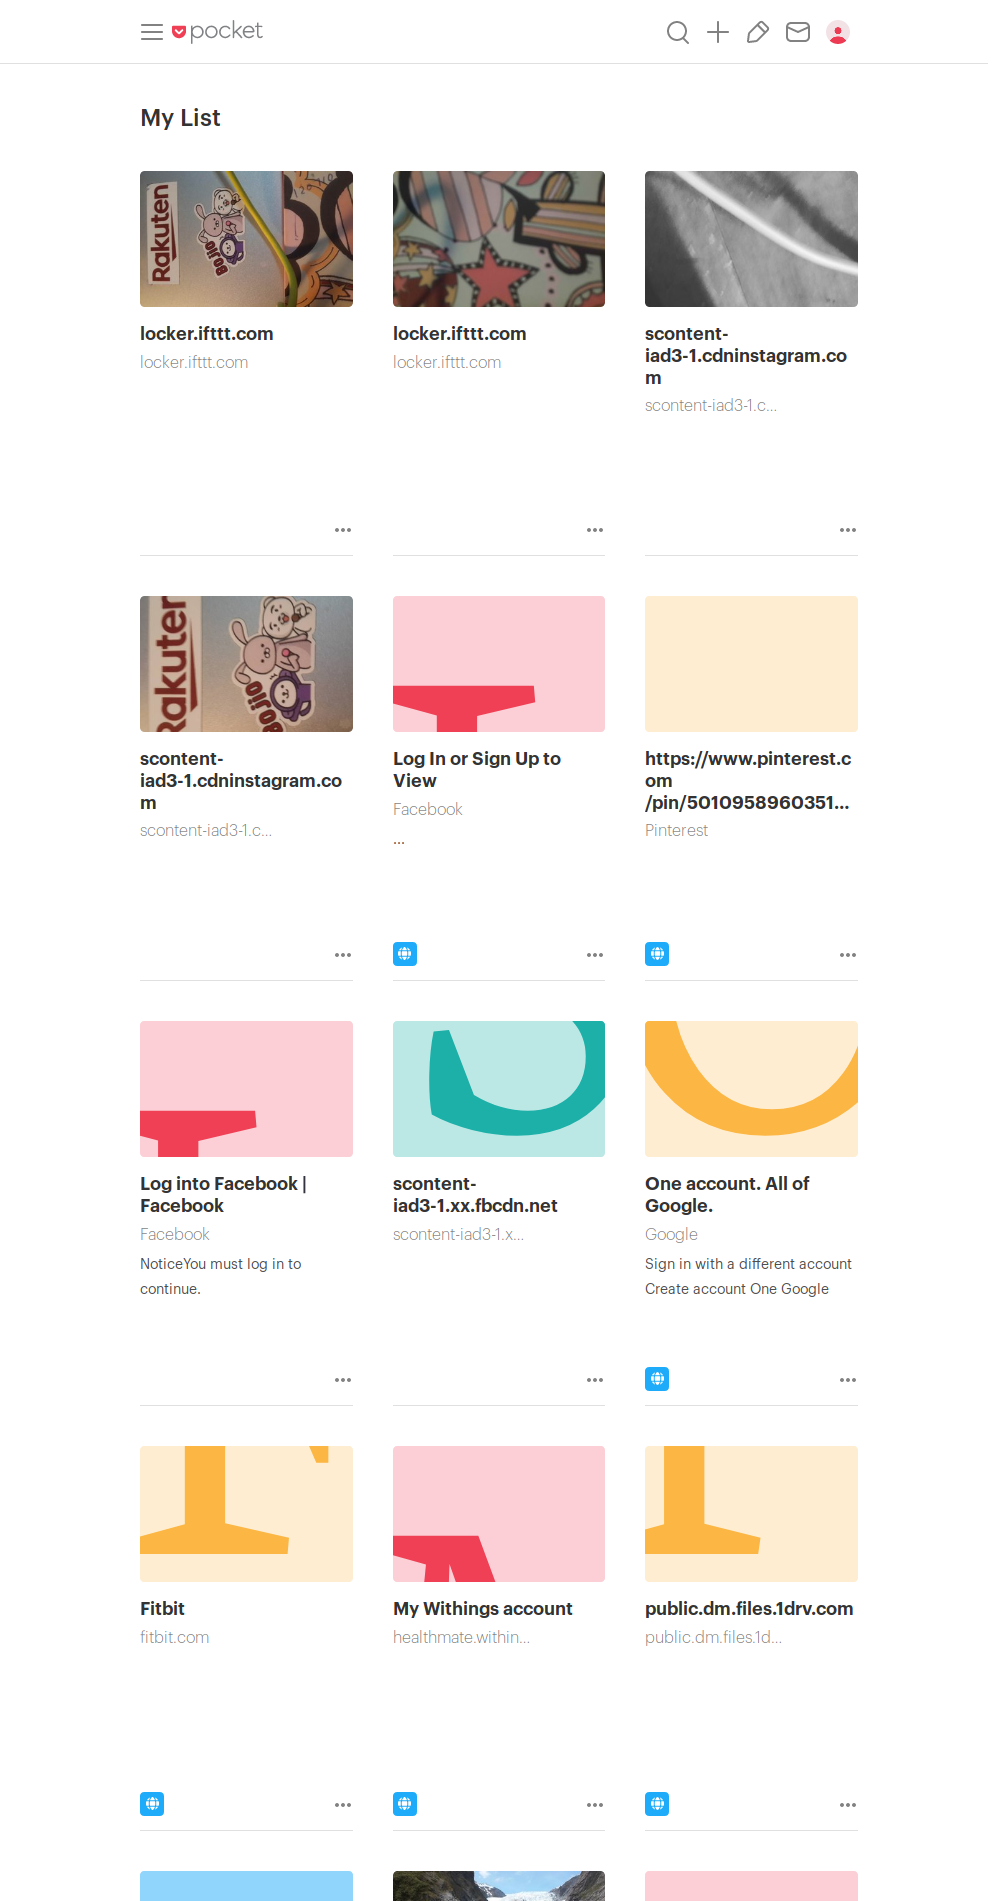 pocket
My List
Rakuten
BOJIO
locker.ifttt.com
locker.ifttt.com
locker.ifttt.com
locker.ifttt.com
scontent-
iad3-1.cdninstagram.co
m
scontent-iad3-1.c...
Rakuten
BOJIO
scontent-
iad3-1.cdninstagram.co
m
scontent-iad3-1.c...
Log In or Sign Up to
View
Facebook
...
https://www.pinterest.c
om
/pin/5010958960351...
Pinterest
Log into Facebook |
Facebook
Facebook
NoticeYou must log in to
continue.
scontent-
iad3-1.xx.fbcdn.net
scontent-iad3-1.x...
One account. All of
Google.
Google
Sign in with a different account
Create account One Google
Fitbit
fitbit.com
My Withings account
healthmate.within...
public.dm.files.1drv.com
public.dm.files.1d...